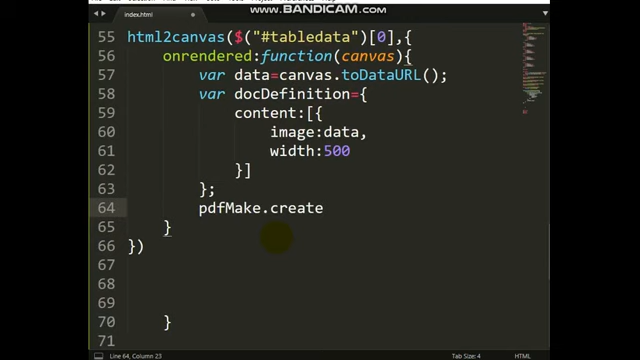 WWW.BANDICAM.COM
index.html
55 html2canvas($("#tabledata")[0],{
56 onrendered:function(canvas){
57 var data=canvas.toDataURL();
58 var docDefinition={
59 content:[{
60 image:data,
61 width:500
62 }]
63 };
64 pdfMake.create
65 }
66 })
67
68
69
70 }
71
Line 64, Column 23 Tab Size: 4 HTML